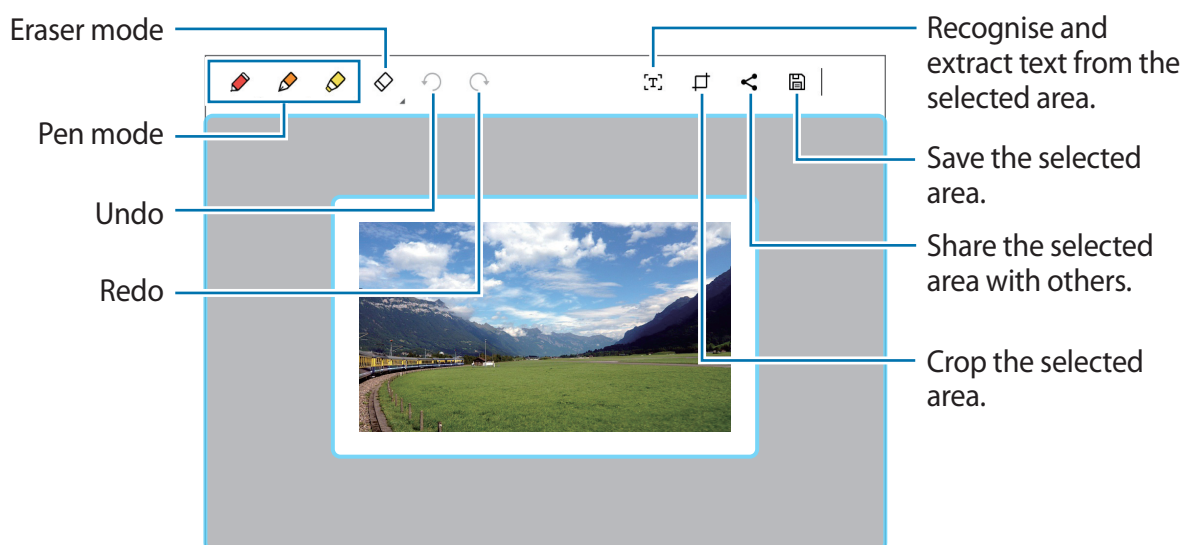 Eraser mode
Pen mode
Undo
Redo
[T]
Recognise and
extract text from the
selected area.
Save the selected
area.
Share the selected
area with others.
Crop the selected
area.